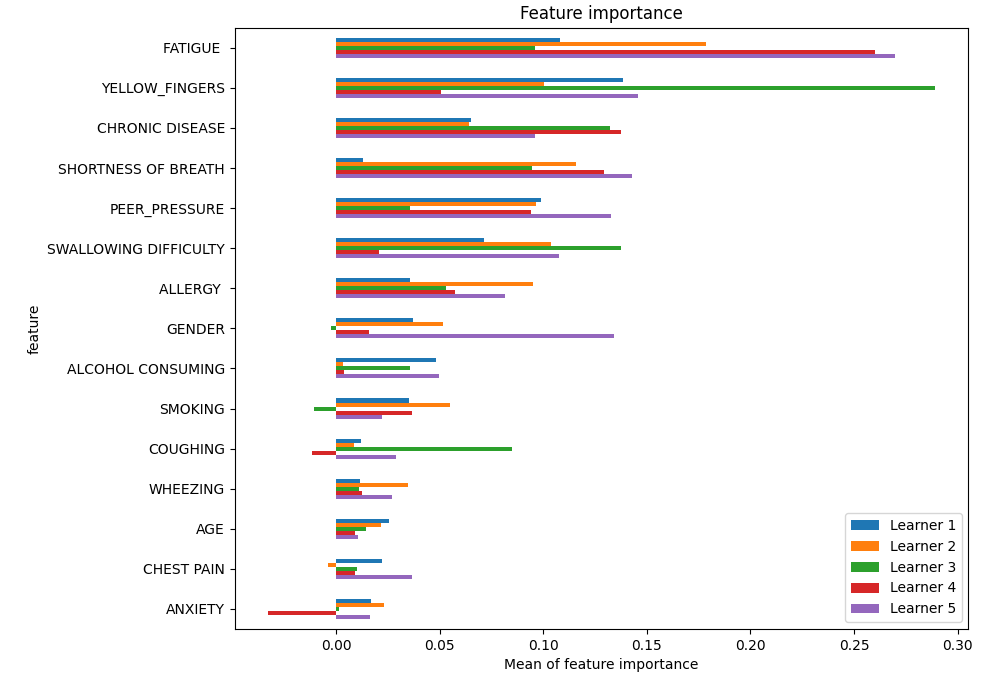 Feature importance
FATIGUE
YELLOW_FINGERS
CHRONIC DISEASE
SHORTNESS OF BREATH
PEER_PRESSURE
SWALLOWING DIFFICULTY
ALLERGY
GENDER
ALCOHOL CONSUMING
SMOKING
COUGHING
WHEEZING
AGE
CHEST PAIN
ANXIETY
feature
Learner 1
Learner 2
Learner 3
Learner 4
Learner 5
0.00 0.05 0.10 0.15 0.20 0.25 0.30
Mean of feature importance